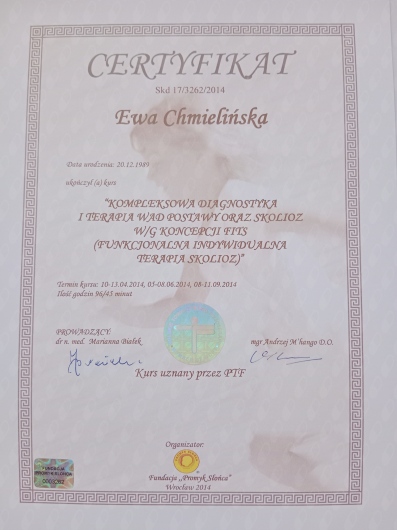 CERTYFIKAT
Skd 17/3262/2014
Ewa Chmielińska
Data urodzenia: 20.12.1989
ukończył (a) kurs
"KOMPLEKSOWA DIAGNOSTYKA
I TERAPIA WAD POSTAWY ORAZ SKOLIOZ
W/G KONCEPCJI FITS
(FUNKCJONALNA INDYWIDUALNA
TERAPIA SKOLIOZ)"
Termin kursu: 10-13.04.2014, 05-08.06.2014, 08-11.09.2014
Ilość godzin 96/45 minut
PROWADZĄCY:
dr n. med. Marianna Białek
mgr Andrzej M'hango D.O.
Kurs uznany przez PTF
Organizator:
Fundacja „Promyk Słońca"
Wrocław 2014
FUNDACJA
PROMYK SŁOŃCA